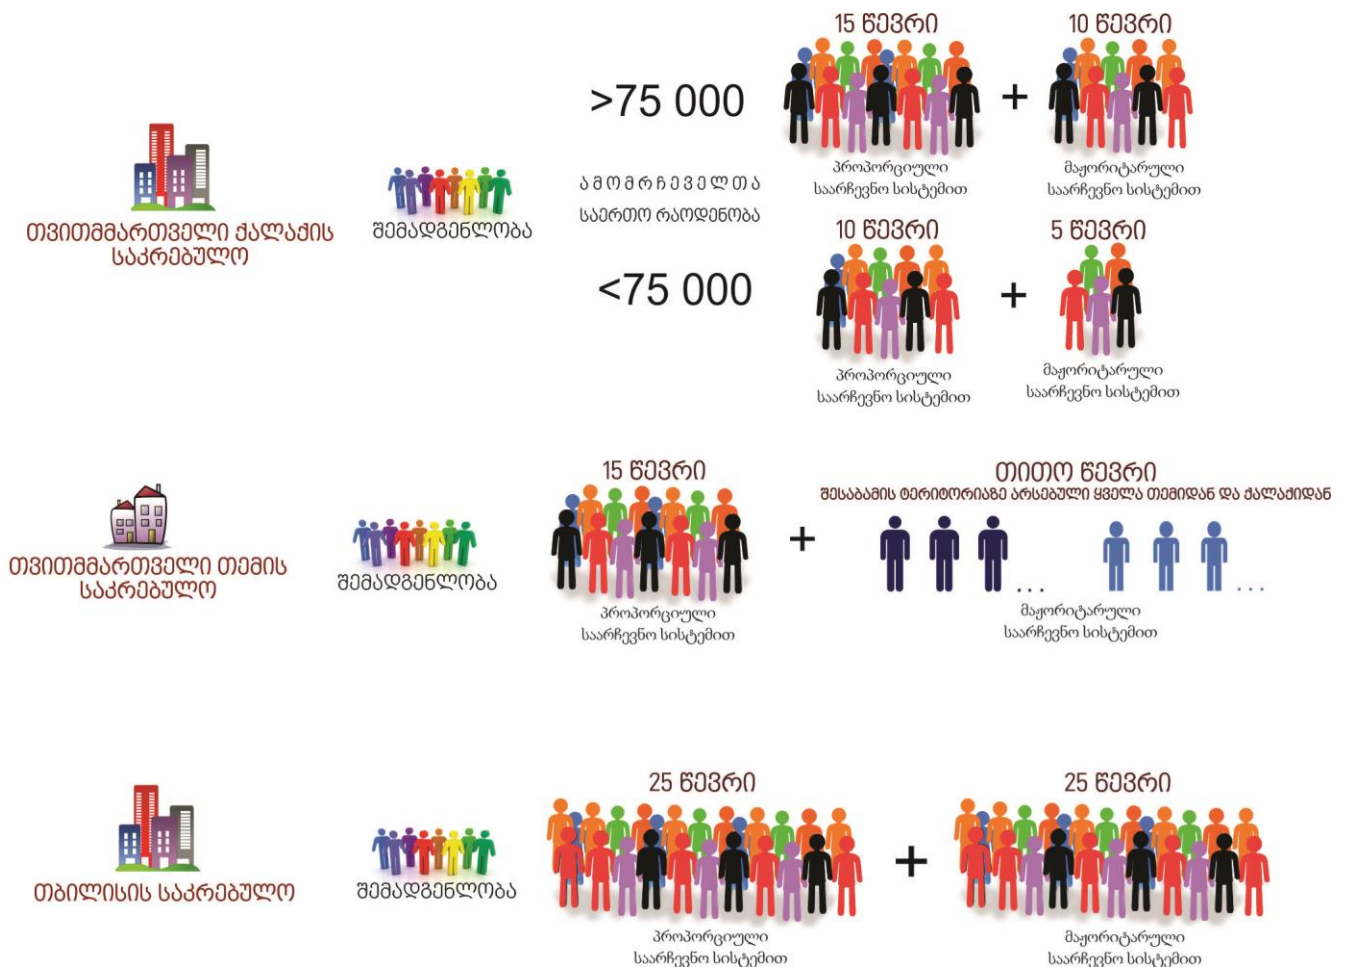 15 წევრი
10 წევრი
>75 000
+
პროპორციული
საარჩევნო სისტემით
მაჟორიტარული
საარჩევნო სისტემით
თვითმმართველი ქალაქის
საკრებულო
შემადგენლობა
ამომრჩეველთა
საერთო რაოდენობა
10 წევრი
5 წევრი
<75 000
+
პროპორციული
საარჩევნო სისტემით
მაჟორიტარული
საარჩევნო სისტემით
15 წევრი
თითო წევრი
შესაბამის ტერიტორიაზე არსებული ყველა თემიდან და ქალაქიდან
+
თვითმმართველი თემის
საკრებულო
შემადგენლობა
... ...
პროპორციული
საარჩევნო სისტემით
მაჟორიტარული
საარჩევნო სისტემით
25 წევრი
25 წევრი
+
თბილისის საკრებულო
შემადგენლობა
პროპორციული
საარჩევნო სისტემით
მაჟორიტარული
საარჩევნო სისტემით